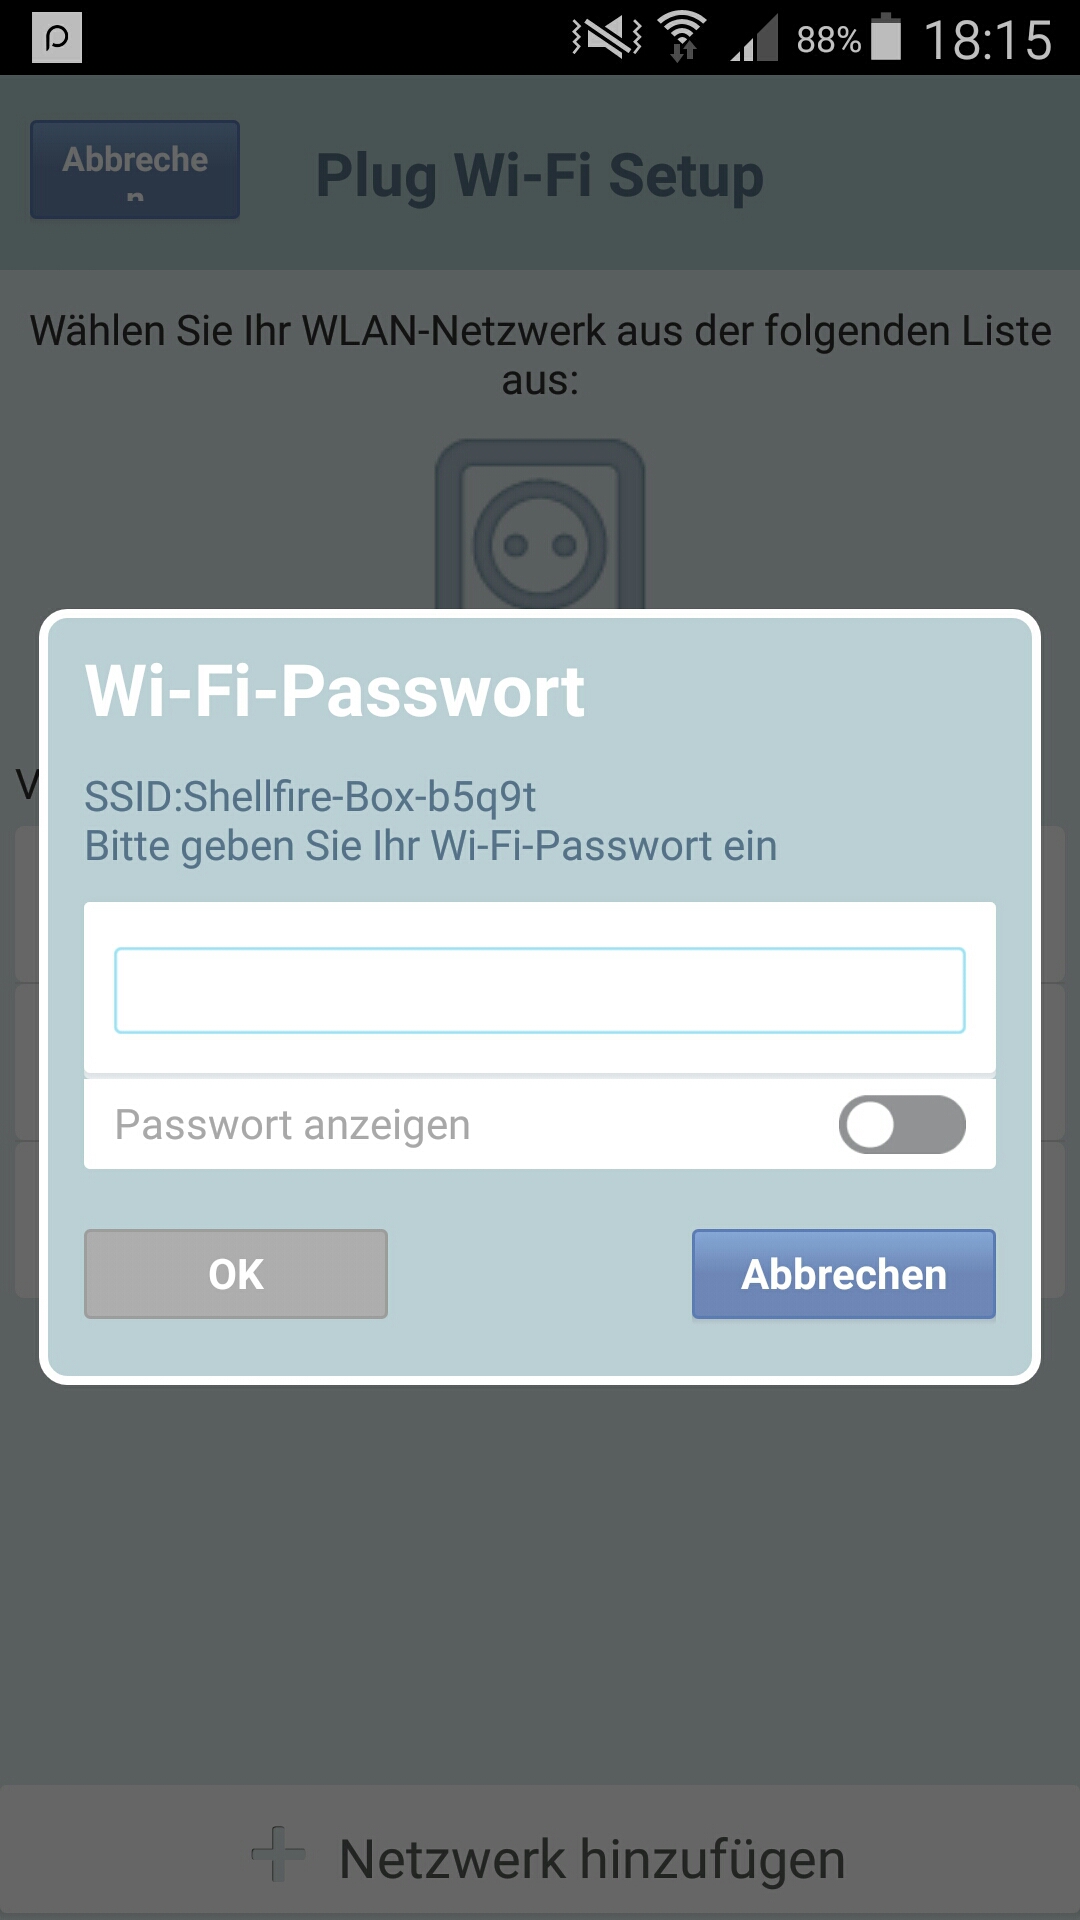 88% 18:15
Abbreche
n
Plug Wi-Fi Setup
Wählen Sie Ihr WLAN-Netzwerk aus der folgenden Liste
aus:
Wi-Fi-Passwort
SSID:Shellfire-Box-b5q9t
Bitte geben Sie Ihr Wi-Fi-Passwort ein
Passwort anzeigen
OK
Abbrechen
Netzwerk hinzufügen